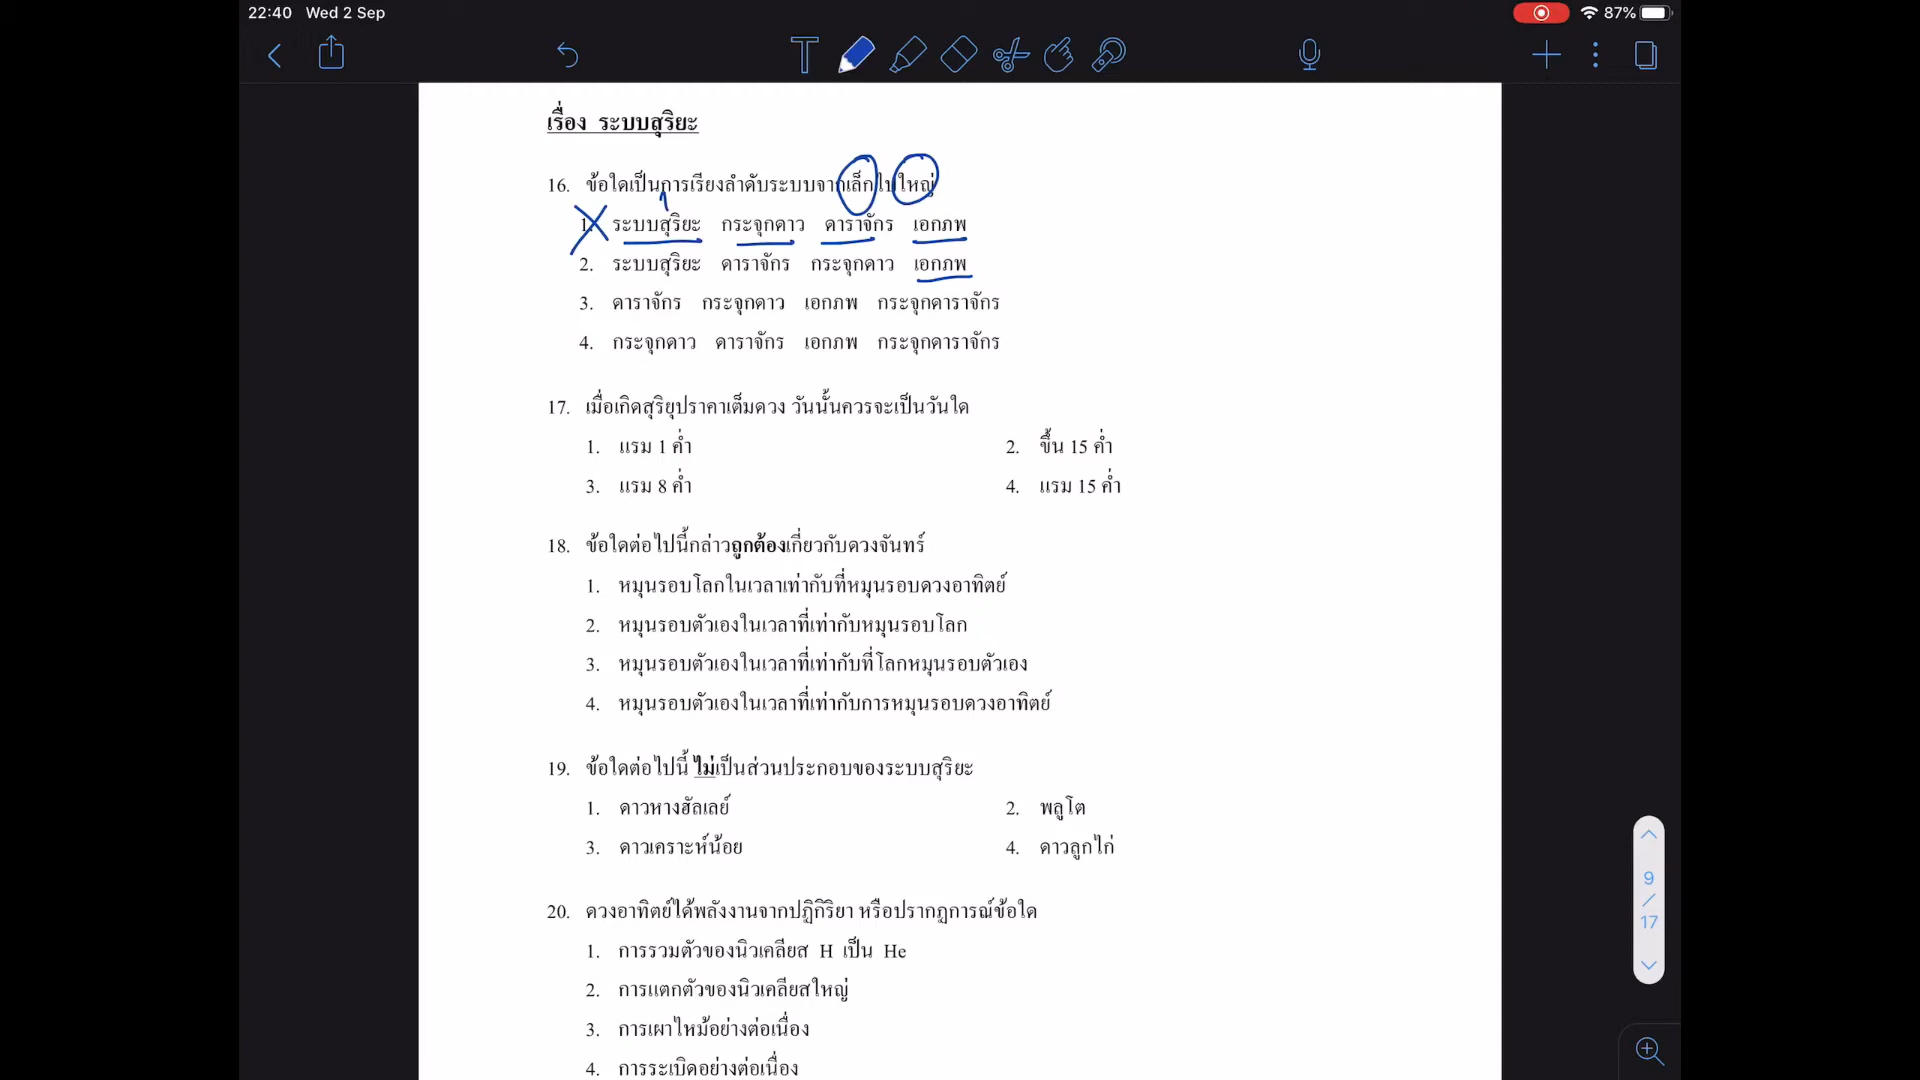 22:40 Wed 2 Sep 87%
เรื่อง ระบบสุริยะ
16. ข้อใดเป็นการเรียงลำดับระบบจากเล็กไปใหญ่
1. ระบบสุริยะ กระจุกดาว ดาราจักร เอกภพ
2. ระบบสุริยะ ดาราจักร กระจุกดาว เอกภพ
3. ดาราจักร กระจุกดาว เอกภพ กระจุกดาราจักร
4. กระจุกดาว ดาราจักร เอกภพ กระจุกดาราจักร
17. เมื่อเกิดสุริยุปราคาเต็มดวง วันนั้นควรจะเป็นวันใด
1. แรม 1 ค่ำ 2. ขึ้น 15 ค่ำ
3. แรม 8 ค่ำ 4. แรม 15 ค่ำ
18. ข้อใดต่อไปนี้กล่าวถูกต้องเกี่ยวกับดวงจันทร์
1. หมุนรอบโลกในเวลาเท่ากับที่หมุนรอบดวงอาทิตย์
2. หมุนรอบตัวเองในเวลาที่เท่ากับหมุนรอบโลก
3. หมุนรอบตัวเองในเวลาที่เท่ากับที่โลกหมุนรอบตัวเอง
4. หมุนรอบตัวเองในเวลาที่เท่ากับการหมุนรอบดวงอาทิตย์
19. ข้อใดต่อไปนี้ ไม่เป็นส่วนประกอบของระบบสุริยะ
1. ดาวหางฮัลเลย์ 2. พลูโต
3. ดาวเคราะห์น้อย 4. ดาวลูกไก่
20. ดวงอาทิตย์ได้พลังงานจากปฏิกิริยา หรือปรากฏการณ์ข้อใด
1. การรวมตัวของนิวเคลียส H เป็น He
2. การแตกตัวของนิวเคลียสใหญ่
3. การเผาไหม้อย่างต่อเนื่อง
4. การระเบิดอย่างต่อเนื่อง
9
/
17